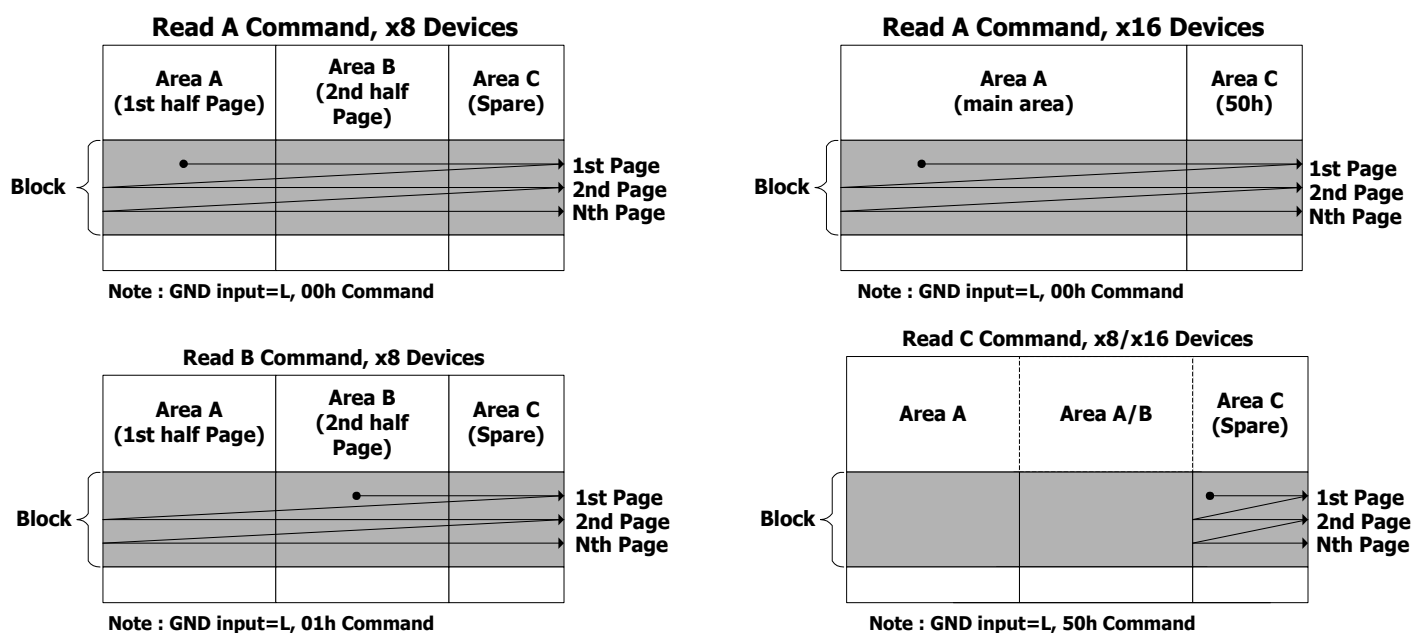 Read A Command, x8 Devices
Area A
(1st half Page)
Area B
(2nd half
Page)
Area C
(Spare)
Block
1st Page
2nd Page
Nth Page
Note : GND input=L, 00h Command
Read A Command, x16 Devices
Area A
(main area)
Area C
(50h)
Block
1st Page
2nd Page
Nth Page
Note : GND input=L, 00h Command
Read B Command, x8 Devices
Area A
(1st half Page)
Area B
(2nd half
Page)
Area C
(Spare)
Block
1st Page
2nd Page
Nth Page
Note : GND input=L, 01h Command
Read C Command, x8/x16 Devices
Area A
Area A/B
Area C
(Spare)
Block
1st Page
2nd Page
Nth Page
Note : GND input=L, 50h Command